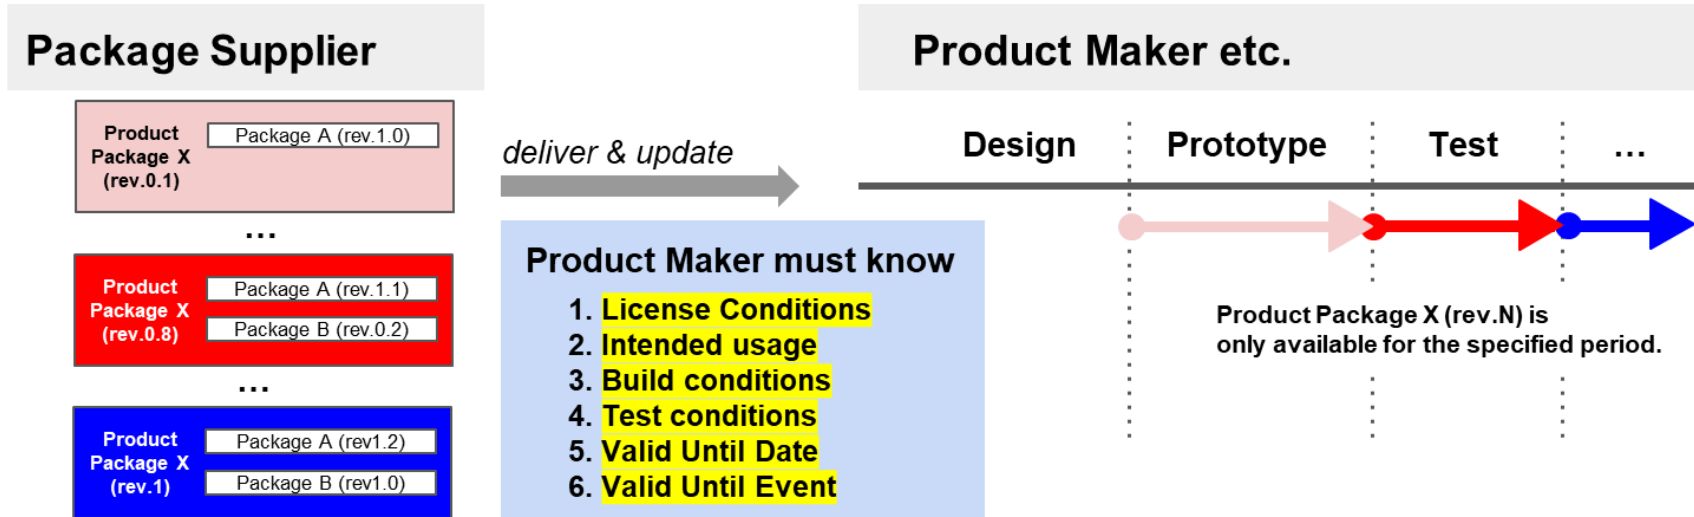 Package Supplier
Product
Package X
(rev.0.1)
Package A (rev.1.0)
...
Product
Package X
(rev.0.8)
Package A (rev.1.1)
Package B (rev.0.2)
...
Product
Package X
(rev.1)
Package A (rev1.2)
Package B (rev1.0)
deliver & update
Product Maker must know
1. License Conditions
2. Intended usage
3. Build conditions
4. Test conditions
5. Valid Until Date
6. Valid Until Event
Product Maker etc.
Design Prototype Test ...
Product Package X (rev.N) is
only available for the specified period.